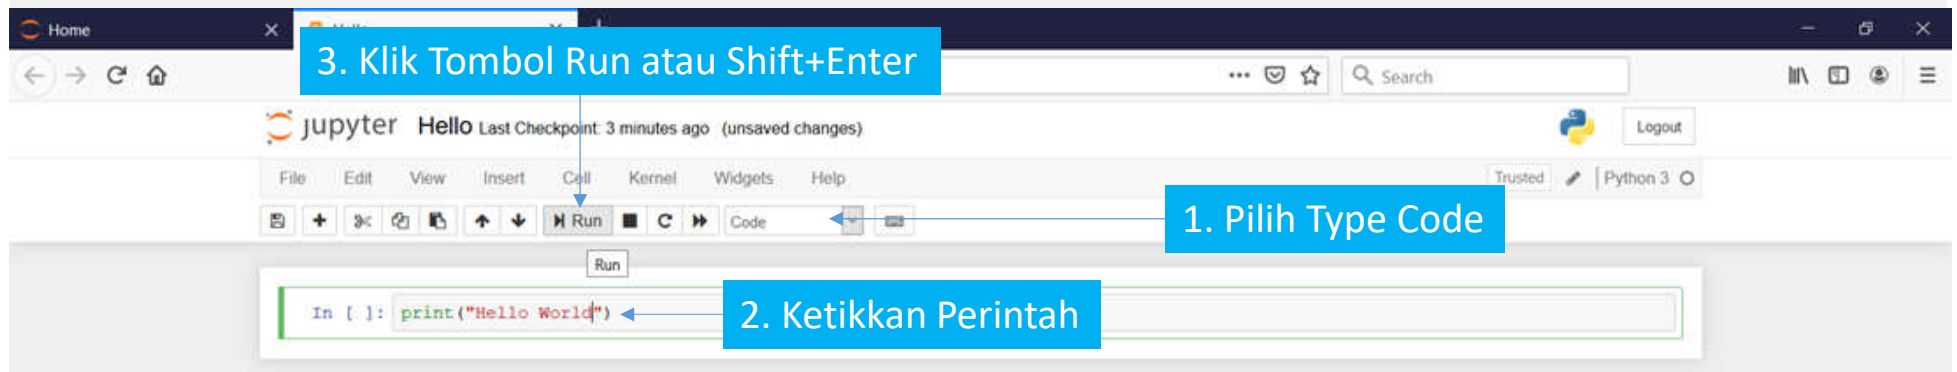 Home
3. Klik Tombol Run atau Shift+Enter
Search
jupyter Hello Last Checkpoint: 3 minutes ago (unsaved changes)
Logout
File Edit View Insert Cell Kernel Widgets Help
Trusted Python 3
Run Code
1. Pilih Type Code
Run
In [ ]: print("Hello World")
2. Ketikkan Perintah